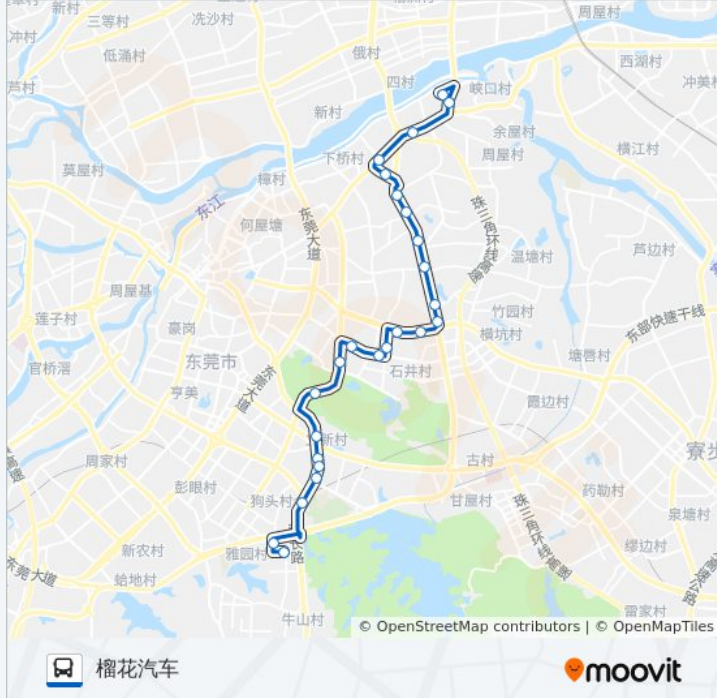 新村
周屋村
三等村
冼沙村
冲村
低涌村
俄村
西湖村
芦村
四村
峡口村
冲美村
新村
余屋村
横江村
下桥村
周屋村
莫屋村
樟村
东江
何屋塘
东莞大道
珠三角环线高速
温塘村
芦边村
周屋基
竹园村
莲子村
豪岗
横坑村
东部快速干线
东莞市
塘唇村
官桥滘
石井村
亨美
东莞大道
霞边村
新村
寮步
周家村
古村
彭眼村
狗头村
甘屋村
药勒村
珠三角环线高速
泉塘村
新农村
雅园村
路
缪边村
东莞大道
蛤地村
公路
雷家村
牛山村
© OpenStreetMap contributors | © OpenMapTiles
榴花汽车
moovit